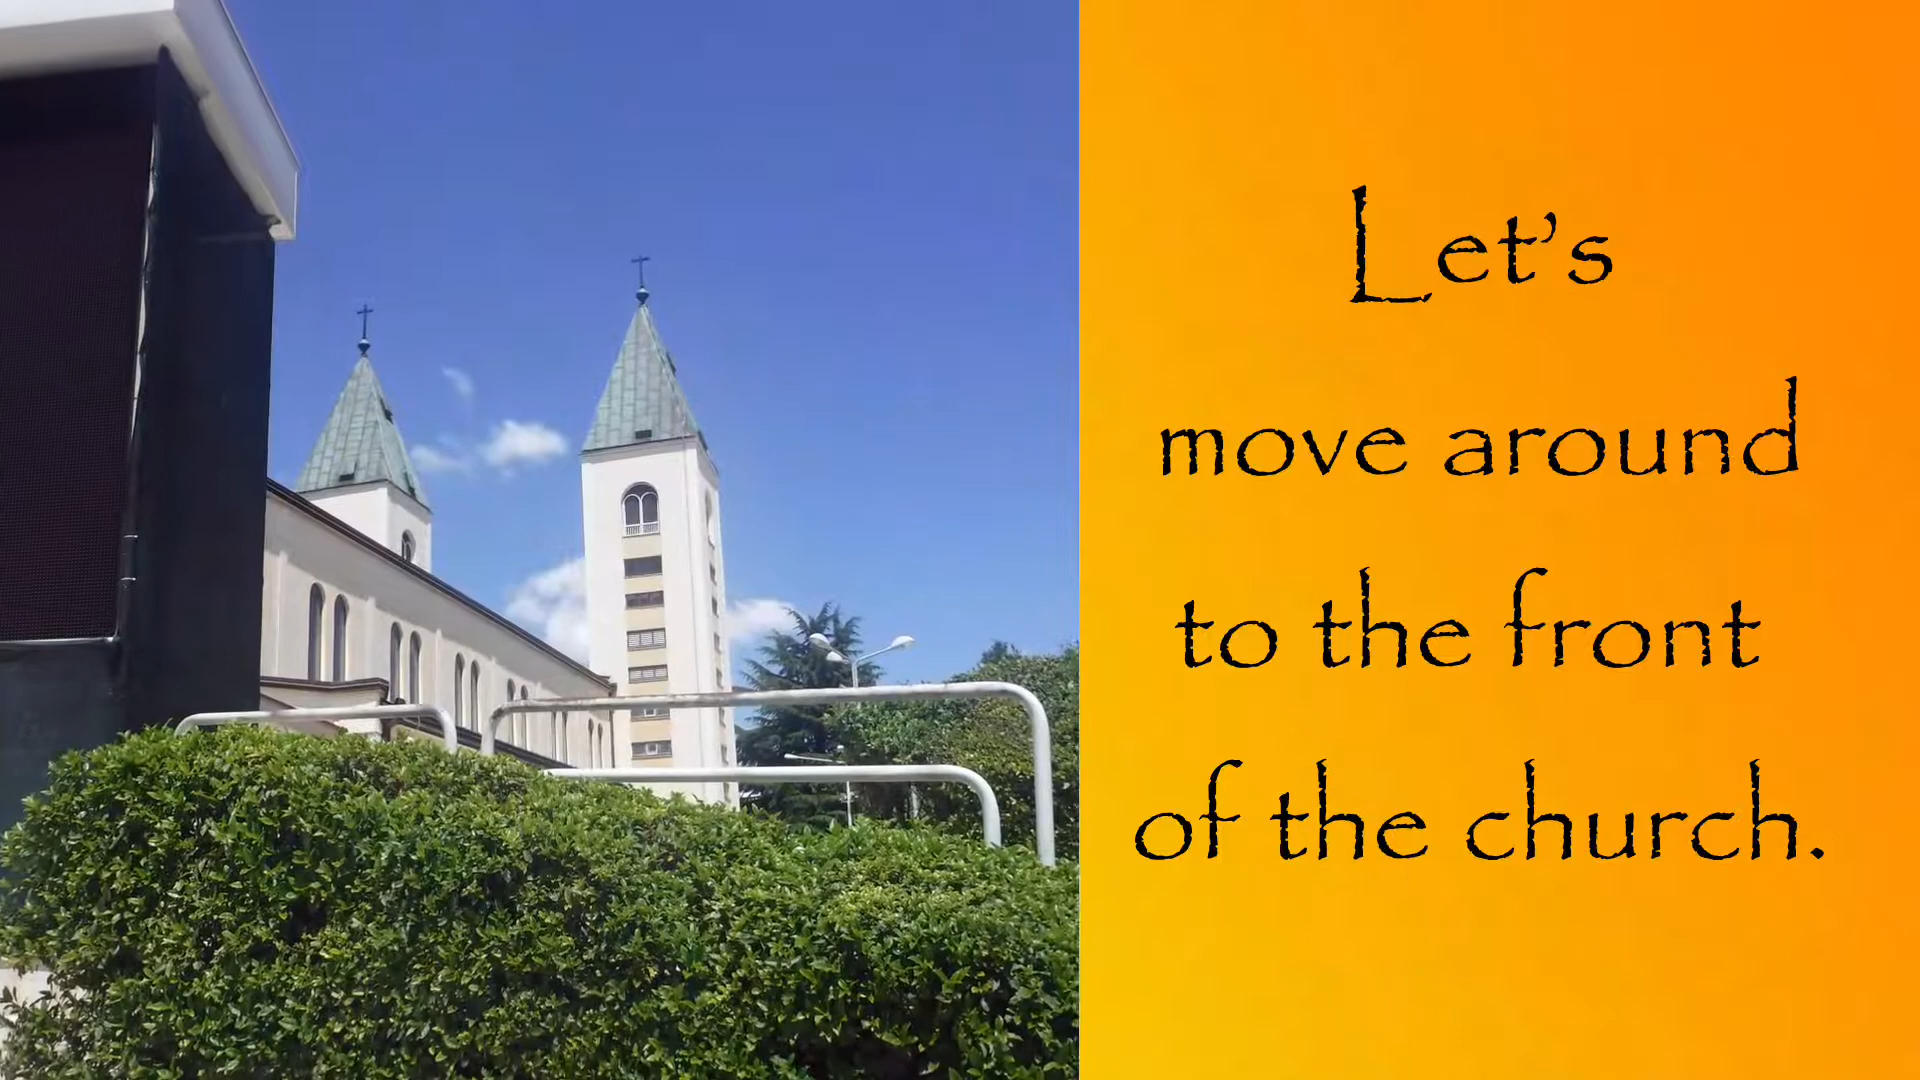 Let's
move around
to the front
of the church.